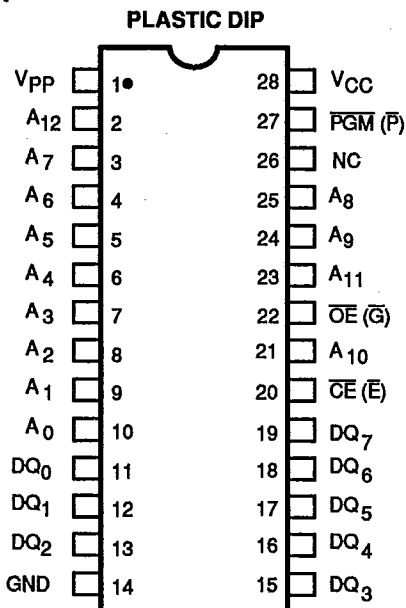 PLASTIC DIP
VPP 1 28 VCC
A12 2 27 PGM (P)
A7 3 26 NC
A6 4 25 A8
A5 5 24 A9
A4 6 23 A11
A3 7 22 OE (G)
A2 8 21 A10
A1 9 20 CE (E)
A0 10 19 DQ7
DQ0 11 18 DQ6
DQ1 12 17 DQ5
DQ2 13 16 DQ4
GND 14 15 DQ3